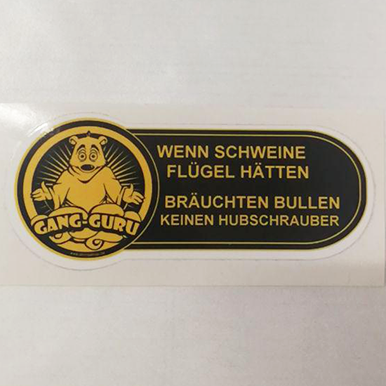 WENN SCHWEINE
FLÜGEL HÄTTEN
BRÄUCHTEN BULLEN
KEINEN HUBSCHRAUBER
GANG-GURU